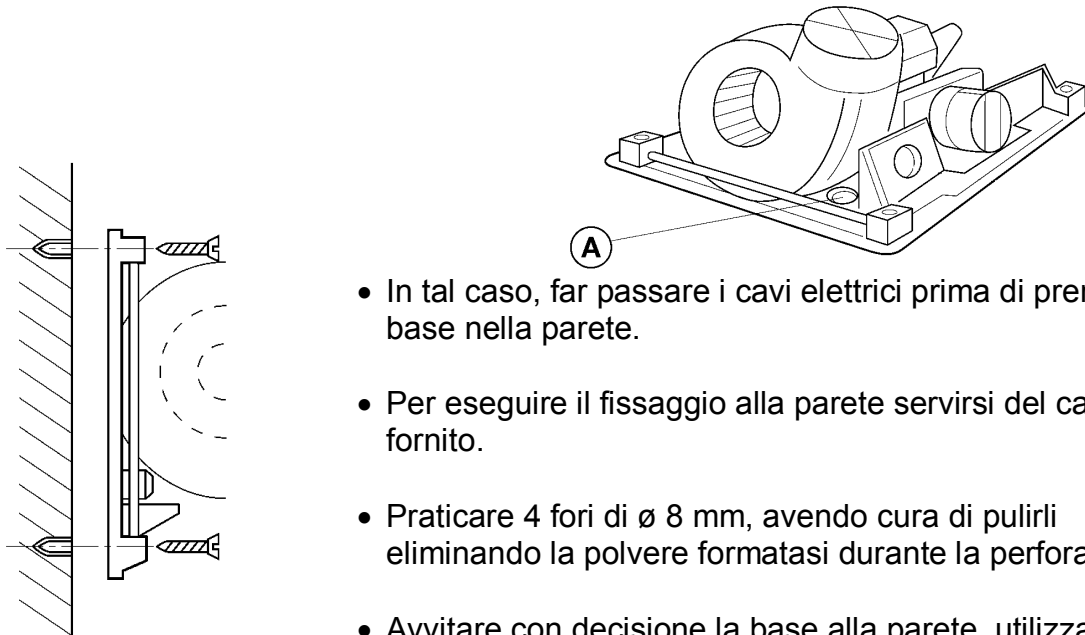 A
• In tal caso, far passare i cavi elettrici prima di
base nella parete.
• Per eseguire il fissaggio alla parete servirsi del
fornito.
• Praticare 4 fori di ø 8 mm, avendo cura di pulirli
eliminando la polvere formatasi durante la
• Avvitare con decisione la base alla parete,